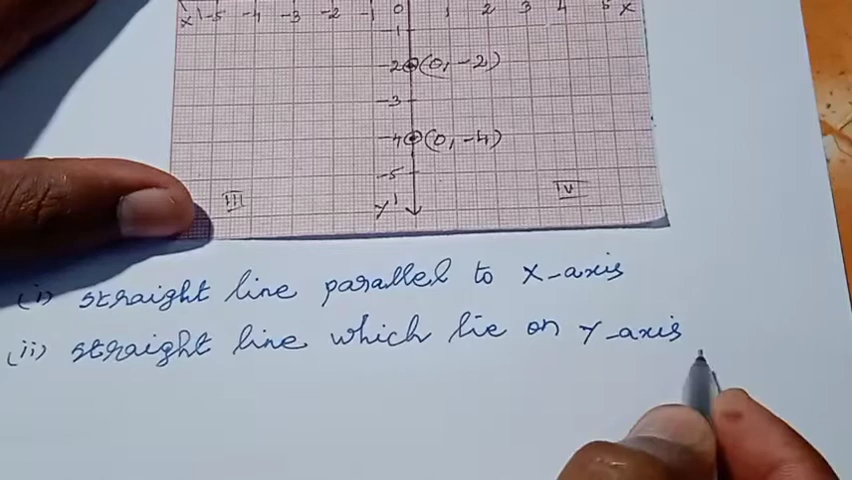 x' -5 -4 -3 -2 -1 0 1 2 3 4 5 x
-1
-2 (0, -2)
-3
-4 (0, -4)
-5
III IV
y'
(i) straight line parallel to x-axis
(ii) straight line which lie on y-axis